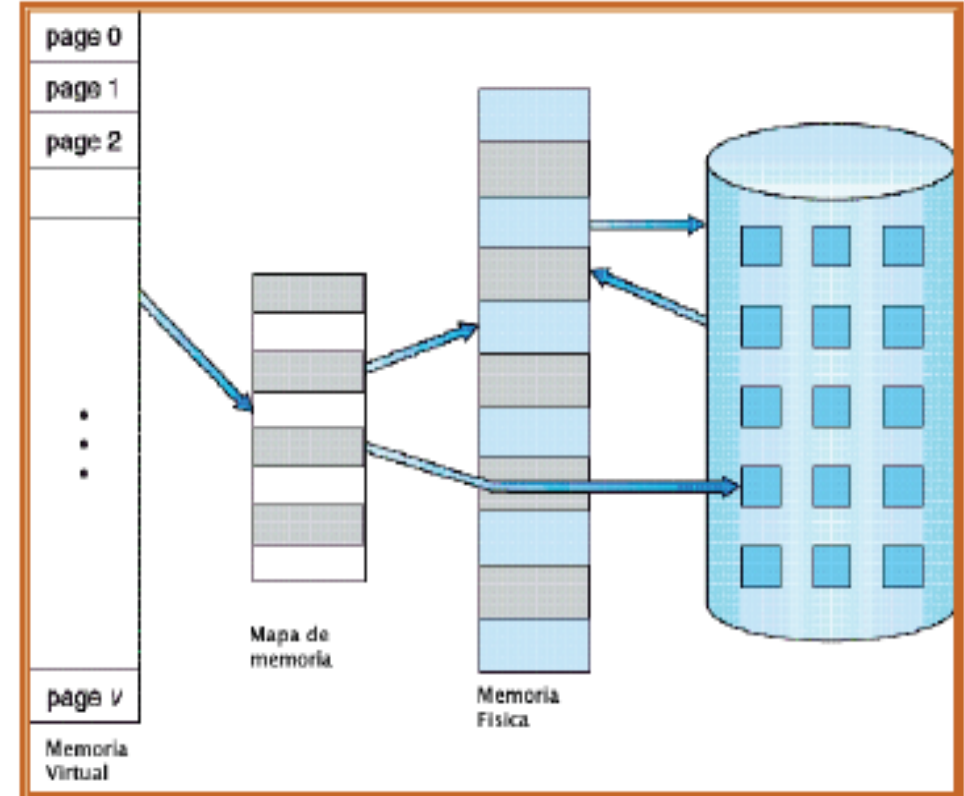 page 0
page 1
page 2
page v
Memoria
Virtual
Mapa de
memoria
Memoria
Fisica